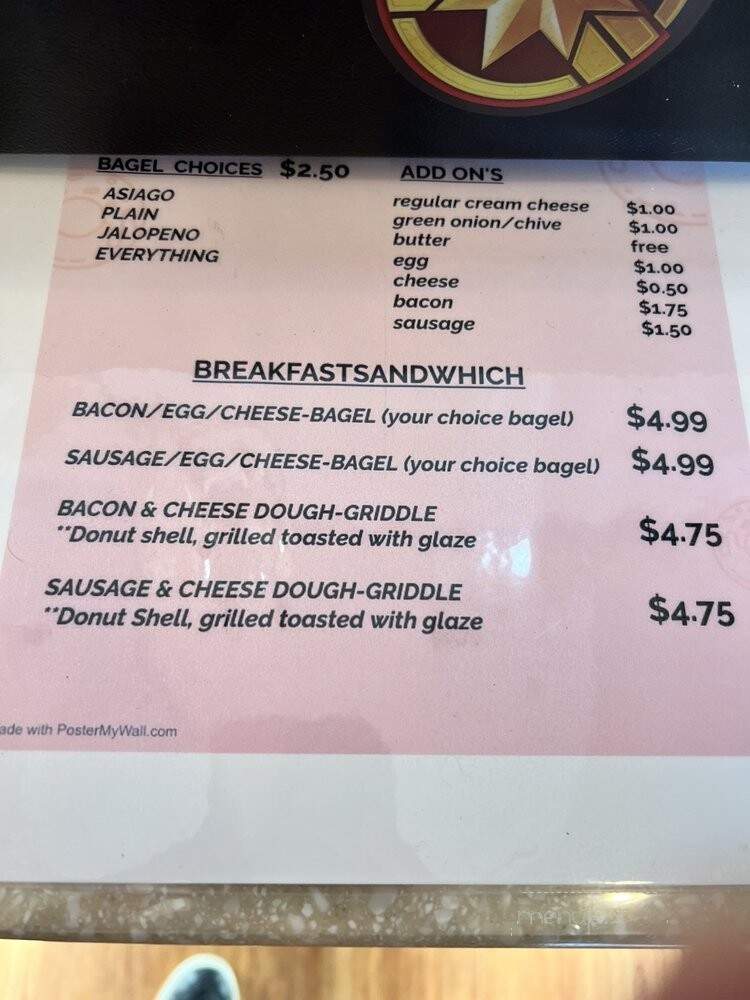 BAGEL CHOICES $2.50
ASIAGO
PLAIN
JALOPENO
EVERYTHING
ADD ON'S
regular cream cheese $1.00
green onion/chive $1.00
butter free
egg $1.00
cheese $0.50
bacon $1.75
sausage $1.50
BREAKFASTSANDWHICH
BACON/EGG/CHEESE-BAGEL (your choice bagel) $4.99
SAUSAGE/EGG/CHEESE-BAGEL (your choice bagel) $4.99
BACON & CHEESE DOUGH-GRIDDLE
**Donut shell, grilled toasted with glaze $4.75
SAUSAGE & CHEESE DOUGH-GRIDDLE
**Donut Shell, grilled toasted with glaze $4.75
ade with PosterMyWall.com